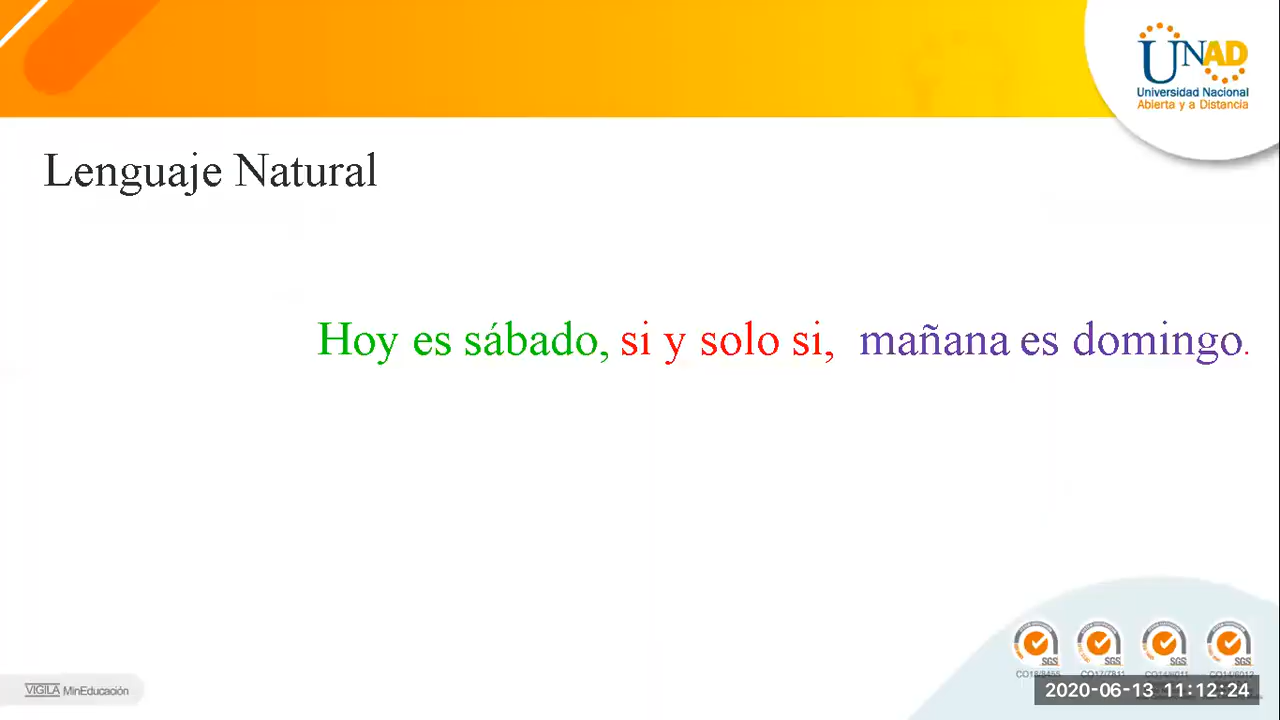 UNAD
Universidad Nacional
Abierta y a Distancia
Lenguaje Natural
Hoy es sábado, si y solo si, mañana es domingo.
SGS SGS SGS SGS
VIGILA MinEducación
2020-06-13 11:12:24